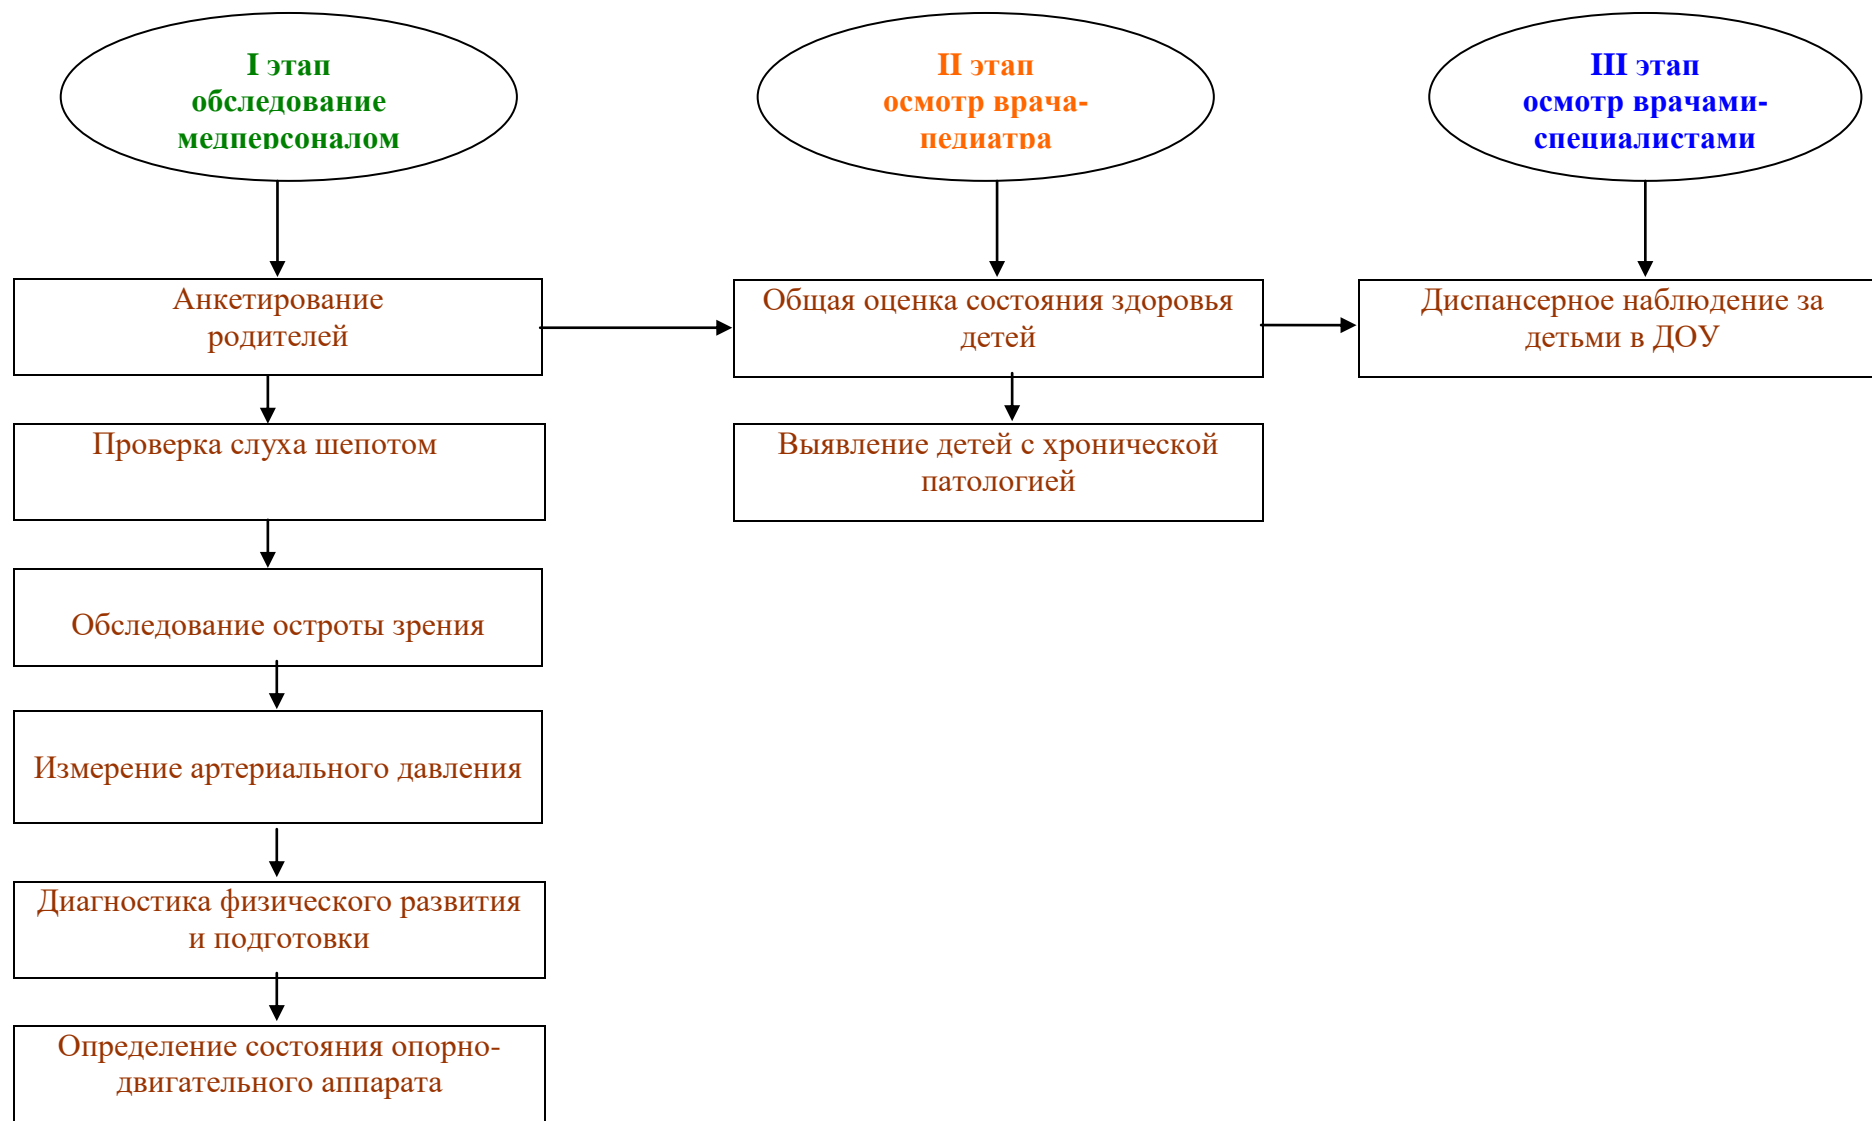 I этап
обследование
медперсоналом
II этап
осмотр врача-
педиатра
III этап
осмотр врачами-
специалистами
Анкетирование
родителей
Общая оценка состояния здоровья
детей
Диспансерное наблюдение за
детьми в ДОУ
Проверка слуха шепотом
Выявление детей с хронической
патологией
Обследование остроты зрения
Измерение артериального давления
Диагностика физического развития
и подготовки
Определение состояния опорно-
двигательного аппарата